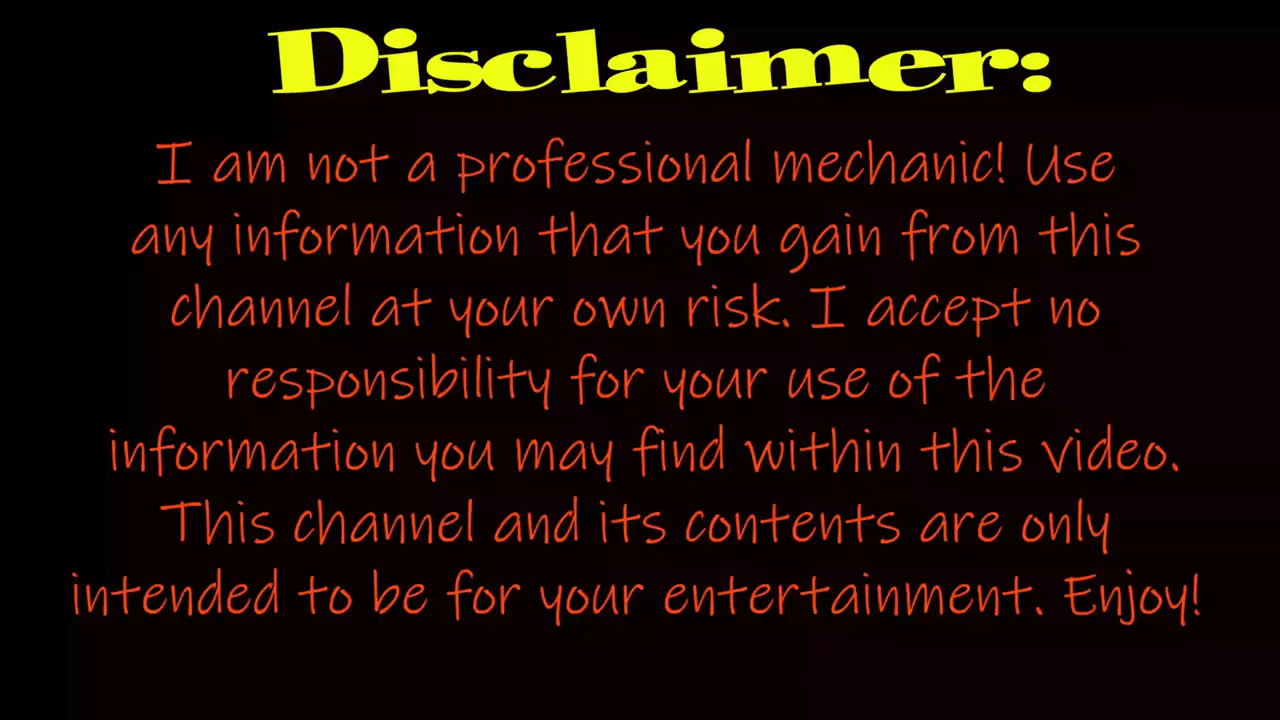 Disclaimer:
I am not a professional mechanic! Use
any information that you gain from this
channel at your own risk. I accept no
responsibility for your use of the
information you may find within this video.
This channel and its contents are only
intended to be for your entertainment. Enjoy!